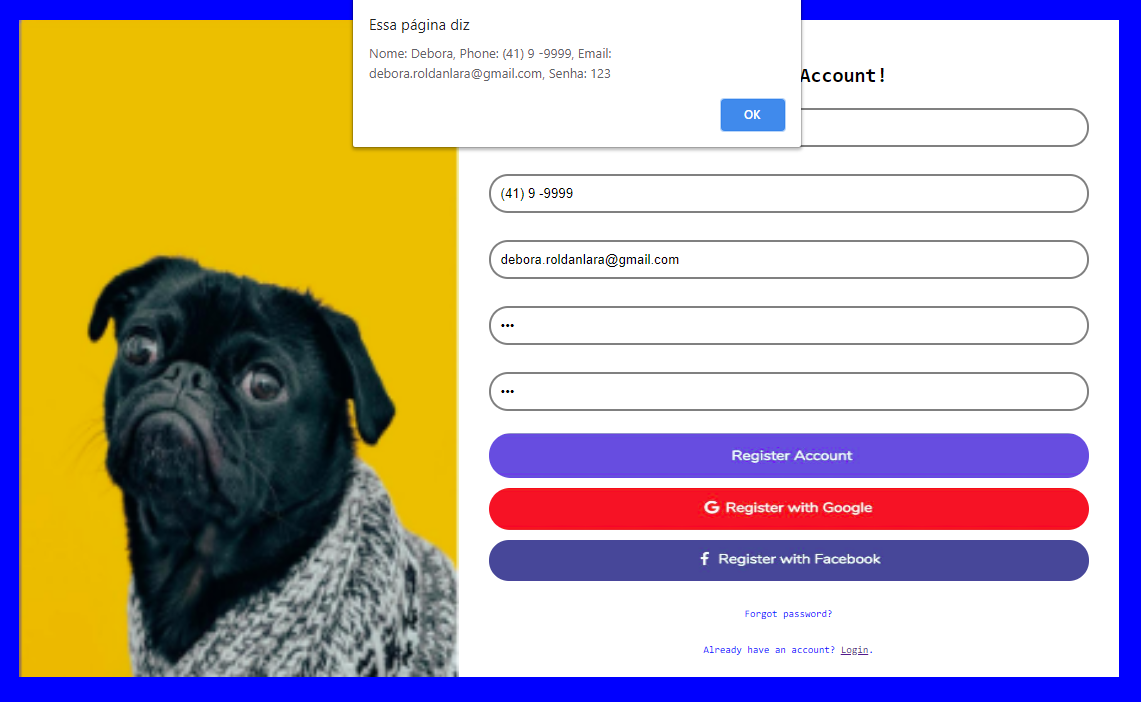 Essa página diz
Nome: Debora, Phone: (41) 9 -9999, Email:
debora.roldanlara@gmail.com, Senha: 123
OK
Account!
(41) 9 -9999
debora.roldanlara@gmail.com
•••
•••
Register Account
G Register with Google
f Register with Facebook
Forgot password?
Already have an account? Login.